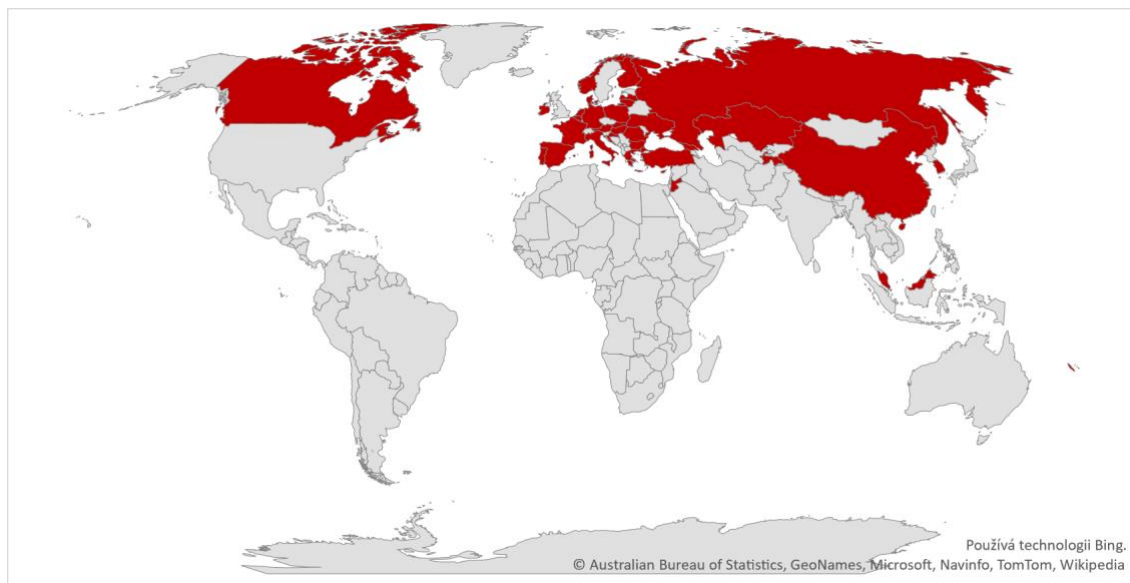 Používá technologii Bing.
© Australian Bureau of Statistics, GeoNames, Microsoft, Navinfo, TomTom, Wikipedia